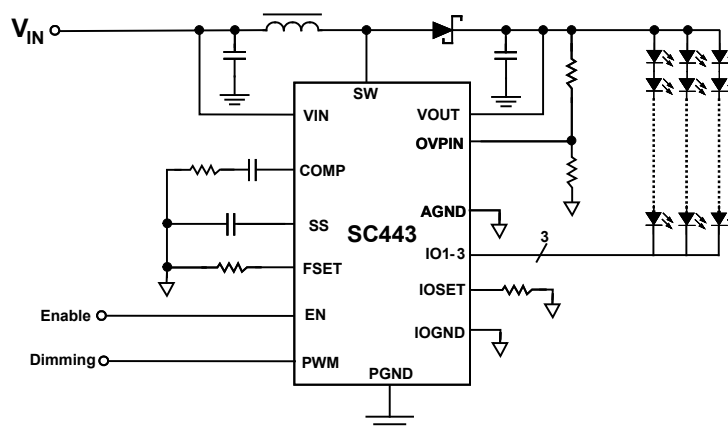 VIN
SW
VIN
VOUT
OVPIN
COMP
AGND
SS
SC443
3
IO1-3
FSET
IOSET
Enable
EN
IOGND
Dimming
PWM
PGND